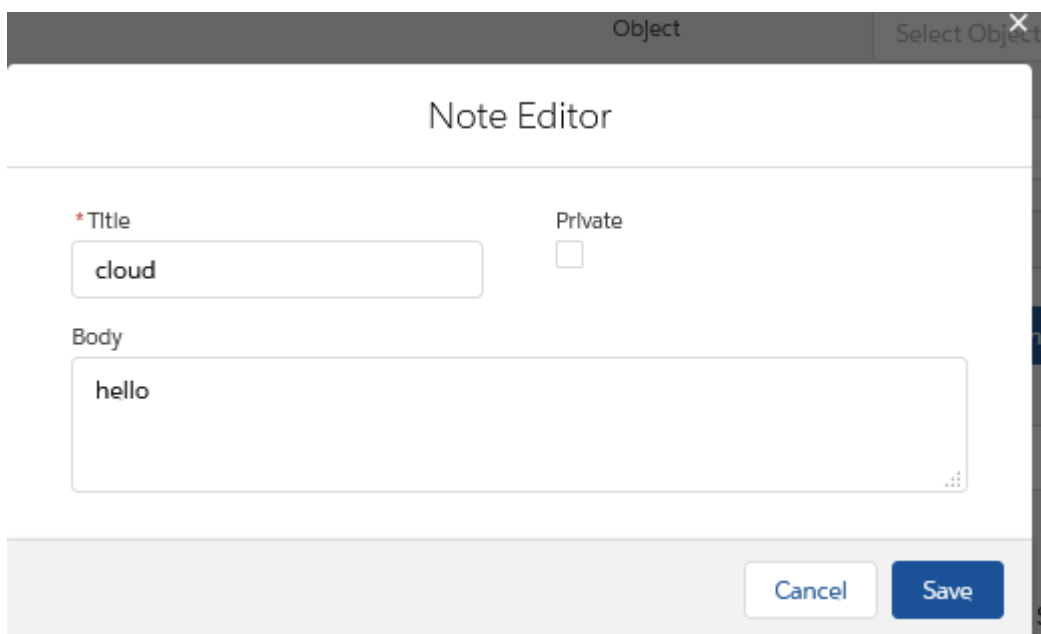 Object
Select Object
Note Editor
*Title
Private
cloud
Body
hello
Cancel
Save